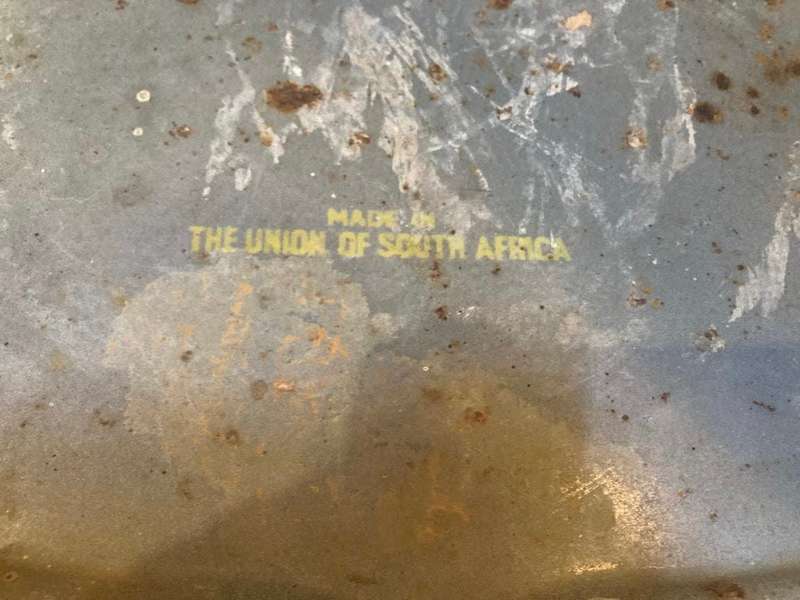 MADE IN
THE UNION OF SOUTH AFRICA